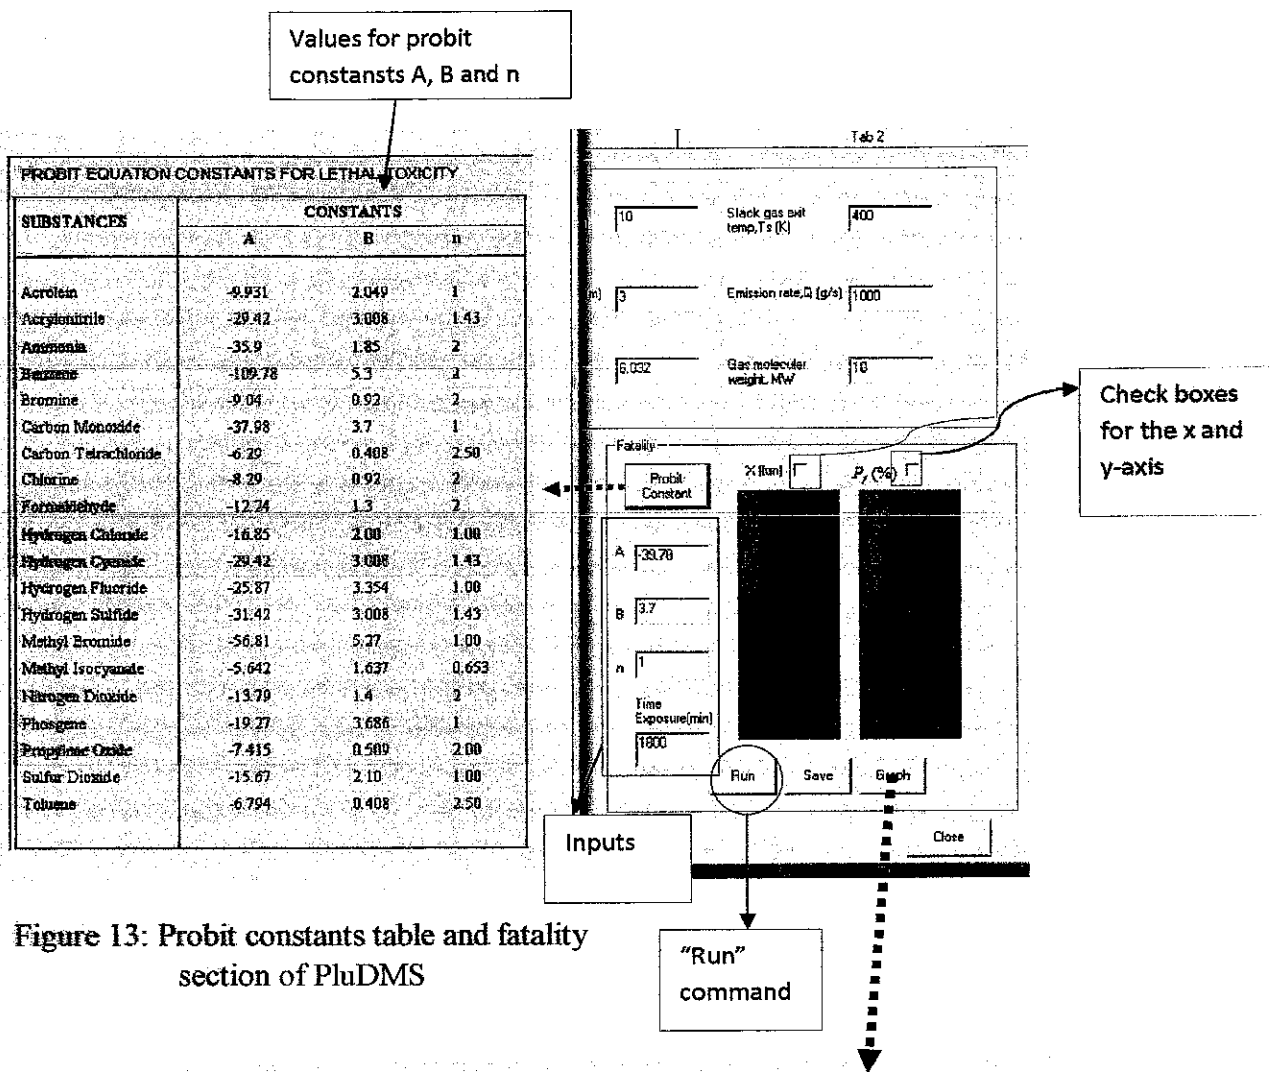 Values for probit
constansts A, B and n
PROBIT EQUATION CONSTANTS FOR LETHAL TOXICITY
SUBSTANCES CONSTANTS
A B n
Acrolein -9.931 2.049 1
Acrylonitrile -29.42 3.008 1.43
Ammonia -35.9 1.85 2
Benzene -109.78 5.3 2
Bromine -9.04 0.92 2
Carbon Monoxide -37.98 3.7 1
Carbon Tetrachloride -6.29 0.408 2.50
Chlorine -8.29 0.92 2
Formaldehyde -12.24 1.3 2
Hydrogen Chloride -16.85 2.00 1.00
Hydrogen Cyanide -29.42 3.008 1.43
Hydrogen Fluoride -25.87 3.354 1.00
Hydrogen Sulfide -31.42 3.008 1.43
Methyl Bromide -56.81 5.27 1.00
Methyl Isocyanate -5.642 1.637 0.653
Nitrogen Dioxide -13.79 1.4 2
Phosgene -19.27 3.686 1
Propylene Oxide -7.415 0.509 2.00
Sulfur Dioxide -15.67 2.10 1.00
Toluene -6.794 0.408 2.50
Tab 2
10 Stack gas exit 400
temp,Ts (K)
m) 3 Emission rate,Q (g/s) 1000
6.032 Gas molecular 10
weight, MW
Check boxes
for the x and
y-axis
Fatality
Probit
Constant
X (km)
Pr (%)
A -39.78
B 3.7
n 1
Time
Exposure(min)
1800
Run Save Graph
Close
Inputs
"Run"
command
Figure 13: Probit constants table and fatality
section of PluDMS